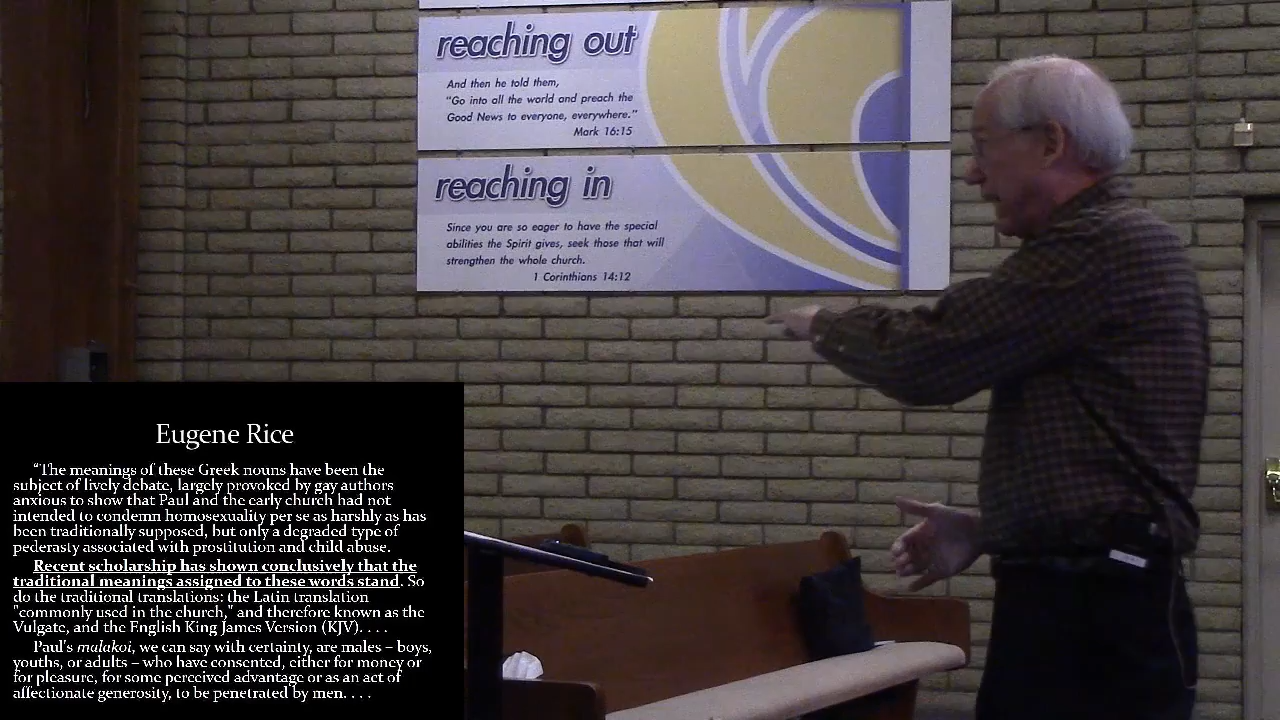 reaching out
And then he told them,
"Go into all the world and preach the
Good News to everyone, everywhere."
Mark 16:15
reaching in
Since you are so eager to have the special
abilities the Spirit gives, seek those that will
strengthen the whole church.
1 Corinthians 14:12
Eugene Rice
“The meanings of these Greek nouns have been the
subject of lively debate, largely provoked by gay authors
anxious to show that Paul and the early church had not
intended to condemn homosexuality per se as harshly as has
been traditionally supposed, but only a degraded type of
pederasty associated with prostitution and child abuse.
Recent scholarship has shown conclusively that the
traditional meanings assigned to these words stand. So
do the traditional translations: the Latin translation
"commonly used in the church," and therefore known as the
Vulgate, and the English King James Version (KJV). . . .
Paul's malakoi, we can say with certainty, are males – boys,
youths, or adults – who have consented, either for money or
for pleasure, for some perceived advantage or as an act of
affectionate generosity, to be penetrated by men. . . .